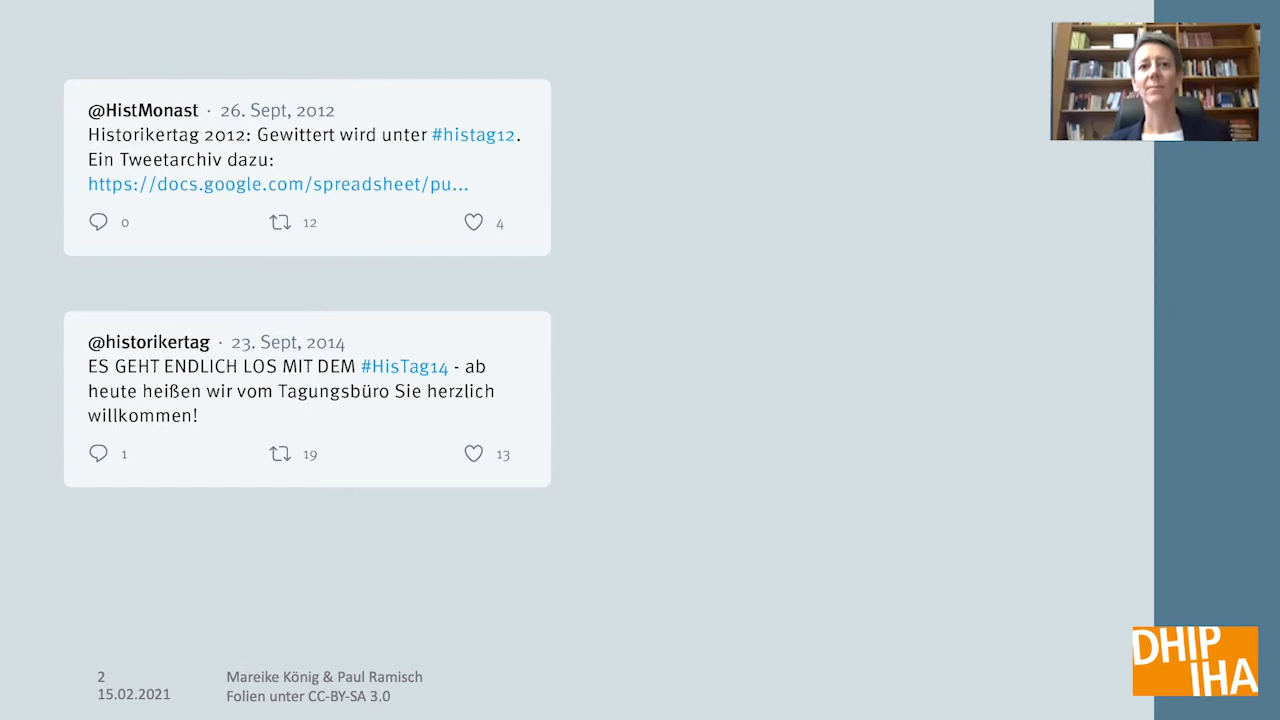 @HistMonast · 26. Sept, 2012
Historikertag 2012: Gewittert wird unter #histag12.
Ein Tweetarchiv dazu:
https://docs.google.com/spreadsheet/pu...
0 12 4
@historikertag · 23. Sept, 2014
ES GEHT ENDLICH LOS MIT DEM #HisTag14 - ab
heute heißen wir vom Tagungsbüro Sie herzlich
willkommen!
1 19 13
2
15.02.2021
Mareike König & Paul Ramisch
Folien unter CC-BY-SA 3.0
DHIP
IHA